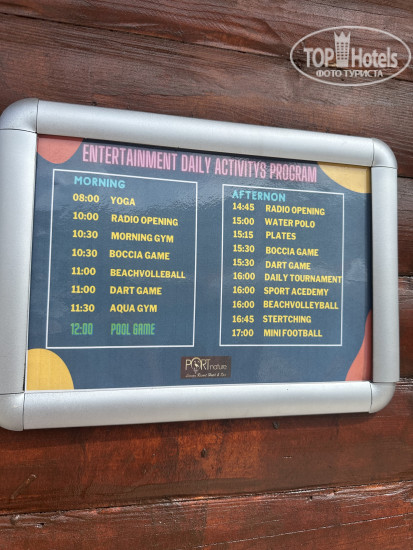 TOP Hotels
ФОТО ТУРИСТА
ENTERTAINMENT DAILY ACTIVITYS PROGRAM
MORNING
08:00 YOGA
10:00 RADIO OPENING
10:30 MORNING GYM
10:30 BOCCIA GAME
11:00 BEACHVOLLEBALL
11:00 DART GAME
11:30 AQUA GYM
12:00 POOL GAME
AFTERNON
14:45 RADIO OPENING
15:00 WATER POLO
15:15 PLATES
15:30 BOCCIA GAME
15:30 DART GAME
16:00 DAILY TOURNAMENT
16:00 SPORT ACEDEMY
16:00 BEACHVOLLEYBALL
16:45 STERTCHING
17:00 MINI FOOTBALL
PORT nature